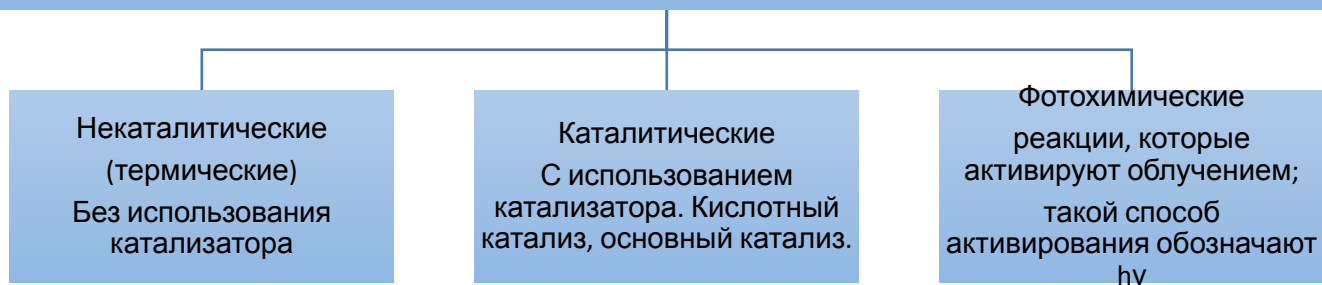 Некаталитические
(термические)
Без использования
катализатора
Каталитические
С использованием
катализатора. Кислотный
катализ, основный катализ.
Фотохимические
реакции, которые
активируют облучением;
такой способ
активирования обозначают
hν